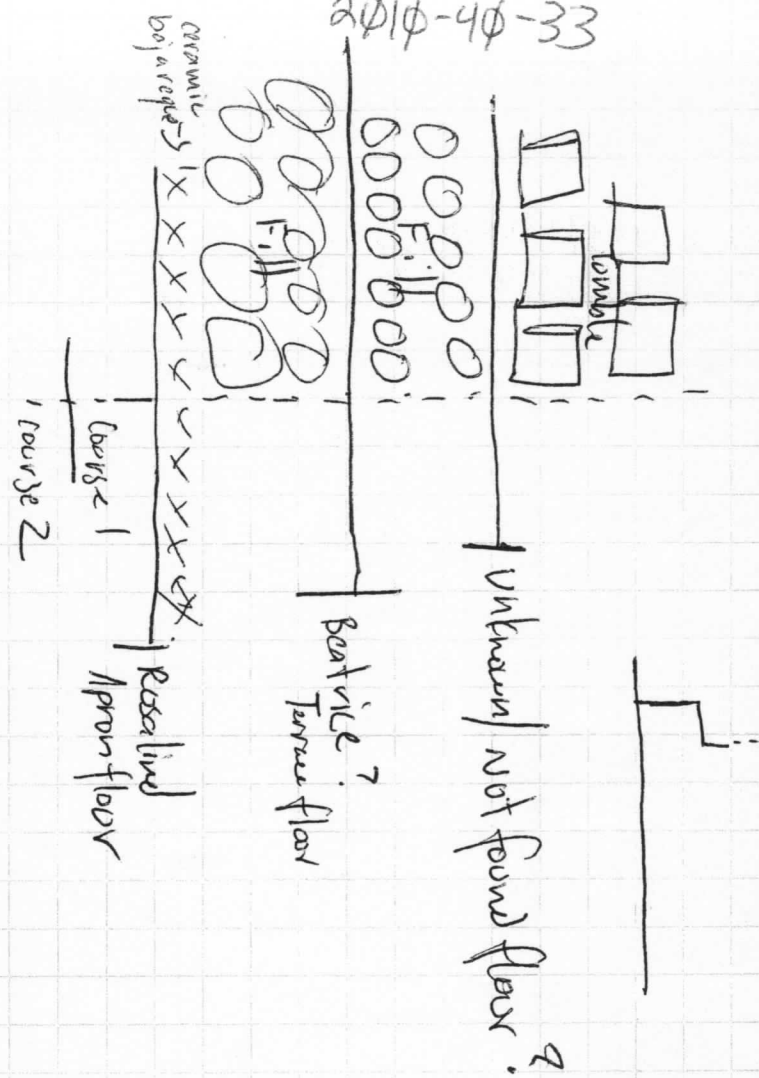 2010-40-33
Tumble
Unknown/ Not found floor?
Fill
Beatrice?
Terrace floor
Fill
ceramic
bajareque
Rosalind
Apron floor
Course 1
Course 2